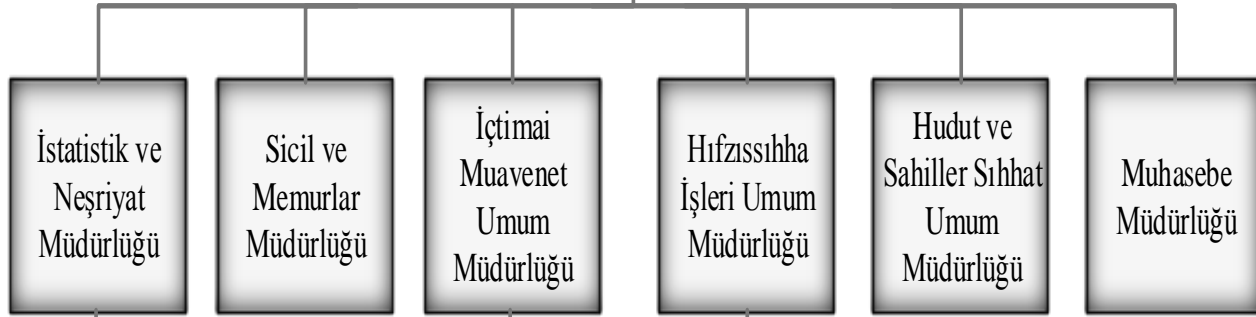 İstatistik ve
Neşriyat
Müdürlüğü
Sicil ve
Memurlar
Müdürlüğü
İçtimai
Muavenet
Umum
Müdürlüğü
Hıfzıssıhha
İşleri Umum
Müdürlüğü
Hudut ve
Sahiller Sıhhat
Umum
Müdürlüğü
Muhasebe
Müdürlüğü